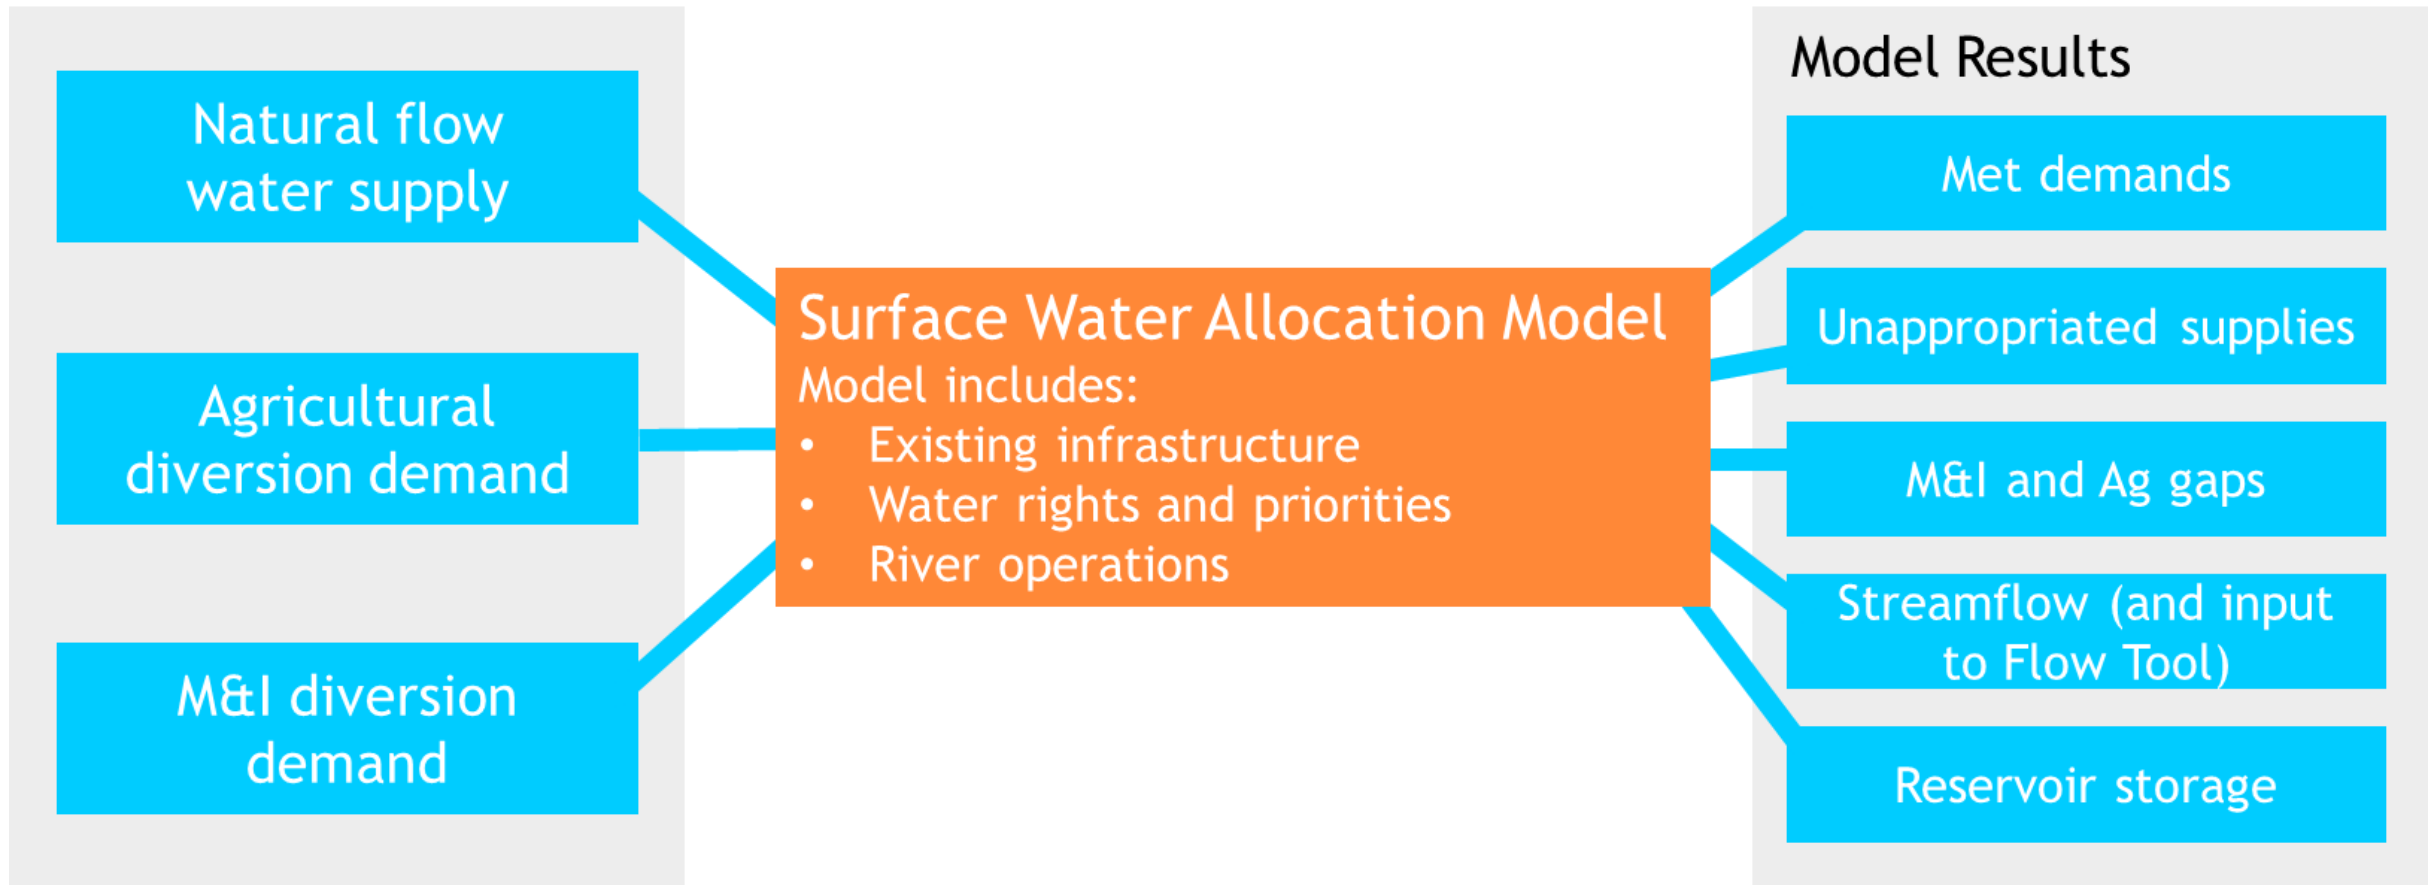 Natural flow
water supply
Agricultural
diversion demand
M&I diversion
demand
Surface Water Allocation Model
Model includes:
• Existing infrastructure
• Water rights and priorities
• River operations
Model Results
Met demands
Unappropriated supplies
M&I and Ag gaps
Streamflow (and input
to Flow Tool)
Reservoir storage